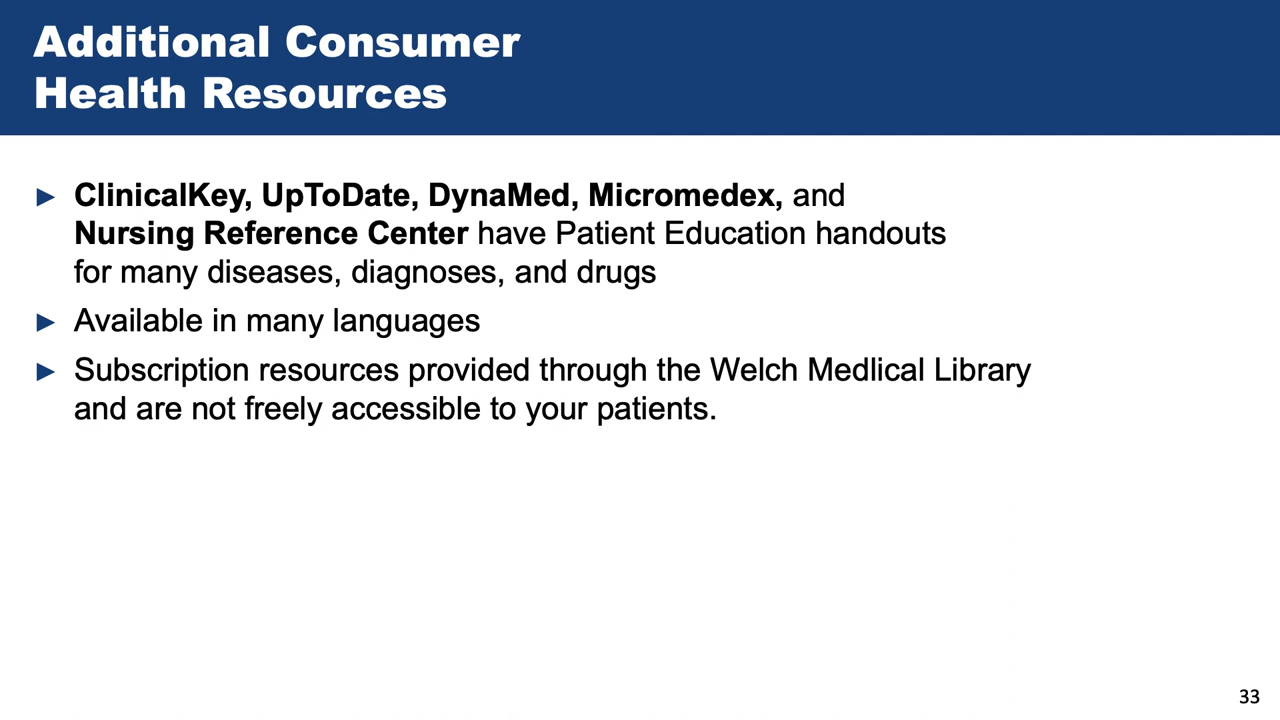 Additional Consumer
Health Resources
► ClinicalKey, UpToDate, DynaMed, Micromedex, and
Nursing Reference Center have Patient Education handouts
for many diseases, diagnoses, and drugs
► Available in many languages
► Subscription resources provided through the Welch Medlical Library
and are not freely accessible to your patients.
33